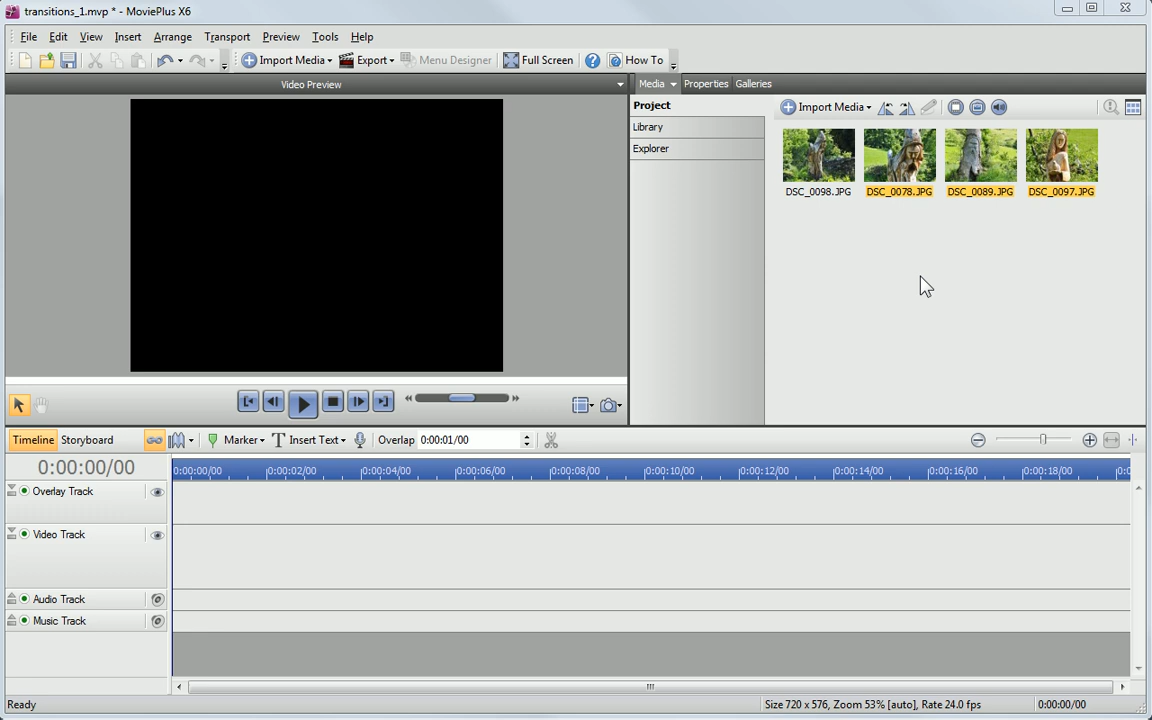 transitions_1.mvp * - MoviePlus X6
File Edit View Insert Arrange Transport Preview Tools Help
Import Media Export Menu Designer Full Screen How To
Video Preview
Media Properties Galleries
Project
Import Media
Library
Explorer
DSC_0098.JPG DSC_0078.JPG DSC_0089.JPG DSC_0097.JPG
Timeline Storyboard Marker Insert Text Overlap 0:00:01/00
0:00:00/00
0:00:00/00 0:00:02/00 0:00:04/00 0:00:06/00 0:00:08/00 0:00:10/00 0:00:12/00 0:00:14/00 0:00:16/00 0:00:18/00
Overlay Track
Video Track
Audio Track
Music Track
Ready Size 720 x 576, Zoom 53% [auto], Rate 24.0 fps 0:00:00/00